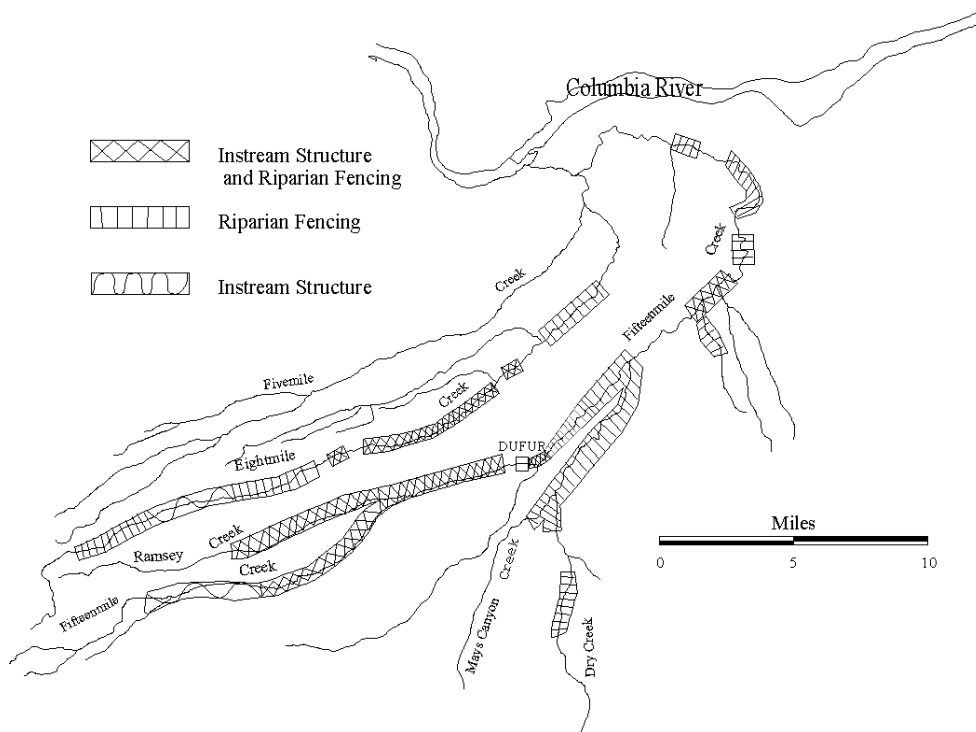 Columbia River
Instream Structure
and Riparian Fencing
Riparian Fencing
Instream Structure
Creek
Creek
Fifteenmile
Fivemile
Creek
Eightmile
DUFUR
Creek
Ramsey
Creek
Fifteenmile
Creek
Mays Canyon
Dry Creek
Miles
0 5 10